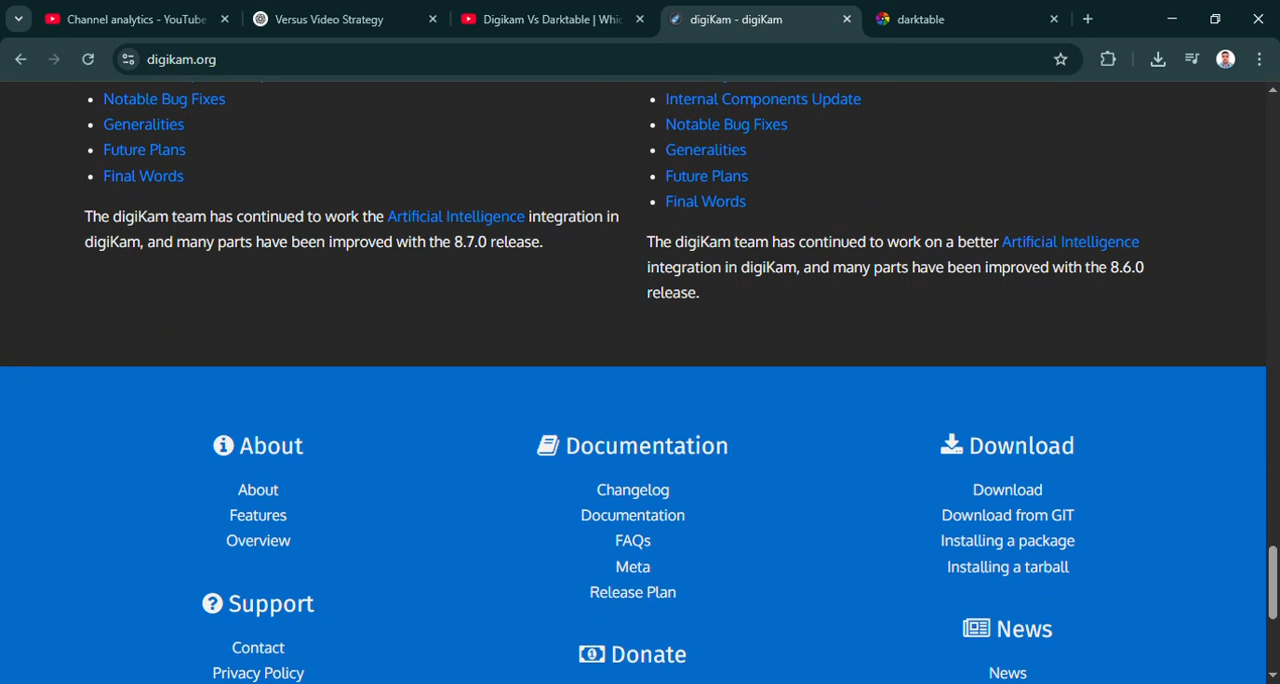 Channel analytics - YouTube
Versus Video Strategy
Digikam Vs Darktable | Whic
digiKam - digiKam
darktable
digikam.org
Notable Bug Fixes
Generalities
Future Plans
Final Words
The digiKam team has continued to work the Artificial Intelligence integration in
digiKam, and many parts have been improved with the 8.7.0 release.
Internal Components Update
Notable Bug Fixes
Generalities
Future Plans
Final Words
The digiKam team has continued to work on a better Artificial Intelligence
integration in digiKam, and many parts have been improved with the 8.6.0
release.
About
About
Features
Overview
Support
Contact
Privacy Policy
Documentation
Changelog
Documentation
FAQs
Meta
Release Plan
Donate
Download
Download
Download from GIT
Installing a package
Installing a tarball
News
News